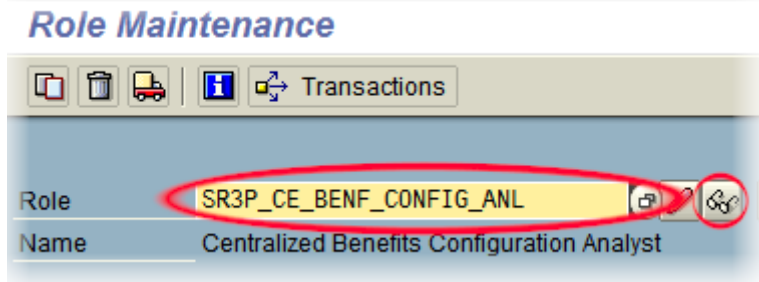 Role Maintenance
Transactions
Role SR3P_CE_BENF_CONFIG_ANL
Name Centralized Benefits Configuration Analyst